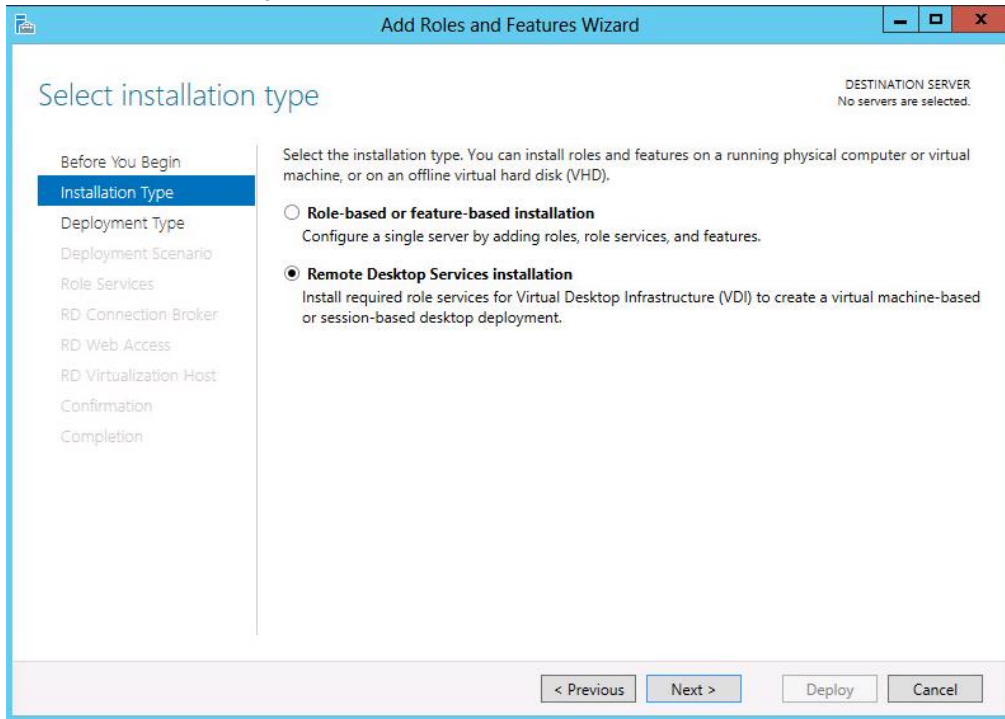 Add Roles and Features Wizard
Select installation type
DESTINATION SERVER
No servers are selected.
Before You Begin
Installation Type
Deployment Type
Deployment Scenario
Role Services
RD Connection Broker
RD Web Access
RD Virtualization Host
Confirmation
Completion
Select the installation type. You can install roles and features on a running physical computer or virtual
machine, or on an offline virtual hard disk (VHD).
Role-based or feature-based installation
Configure a single server by adding roles, role services, and features.
Remote Desktop Services installation
Install required role services for Virtual Desktop Infrastructure (VDI) to create a virtual machine-based
or session-based desktop deployment.
< Previous
Next >
Deploy
Cancel